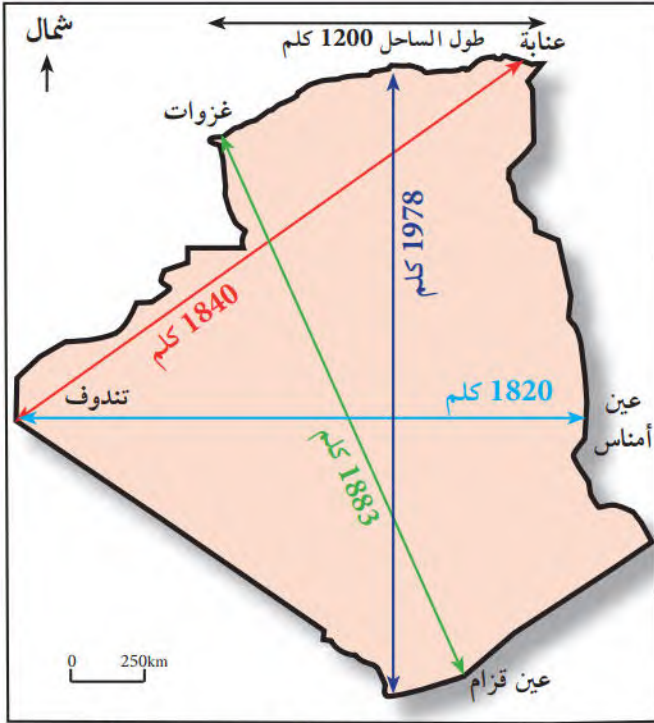 طول الساحل 1200 كلم
شمال
عنابة
غزوات
1978 كلم
1840 كلم
تندوف
1820 كلم
عين
أمناس
1883 كلم
0 250km
عين قزام